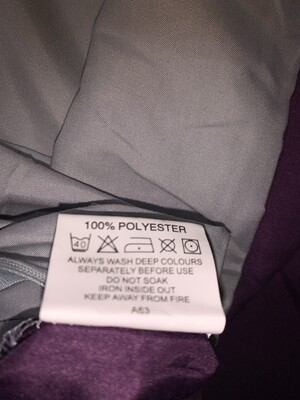 100% POLYESTER
40
ALWAYS WASH DEEP COLOURS
SEPARATELY BEFORE USE
DO NOT SOAK
IRON INSIDE OUT
KEEP AWAY FROM FIRE
A63